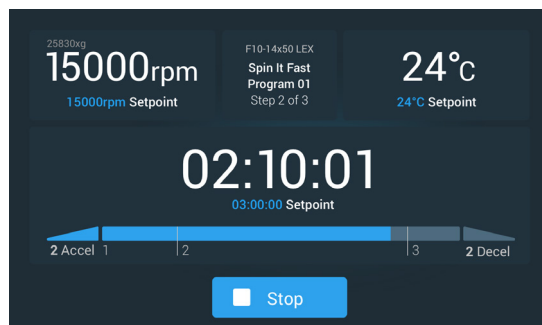 25830xg
15000rpm
15000rpm Setpoint
F10-14x50 LEX
Spin It Fast
Program 01
Step 2 of 3
24°C
24°C Setpoint
02:10:01
03:00:00 Setpoint
2 Accel 1 2 3 2 Decel
Stop